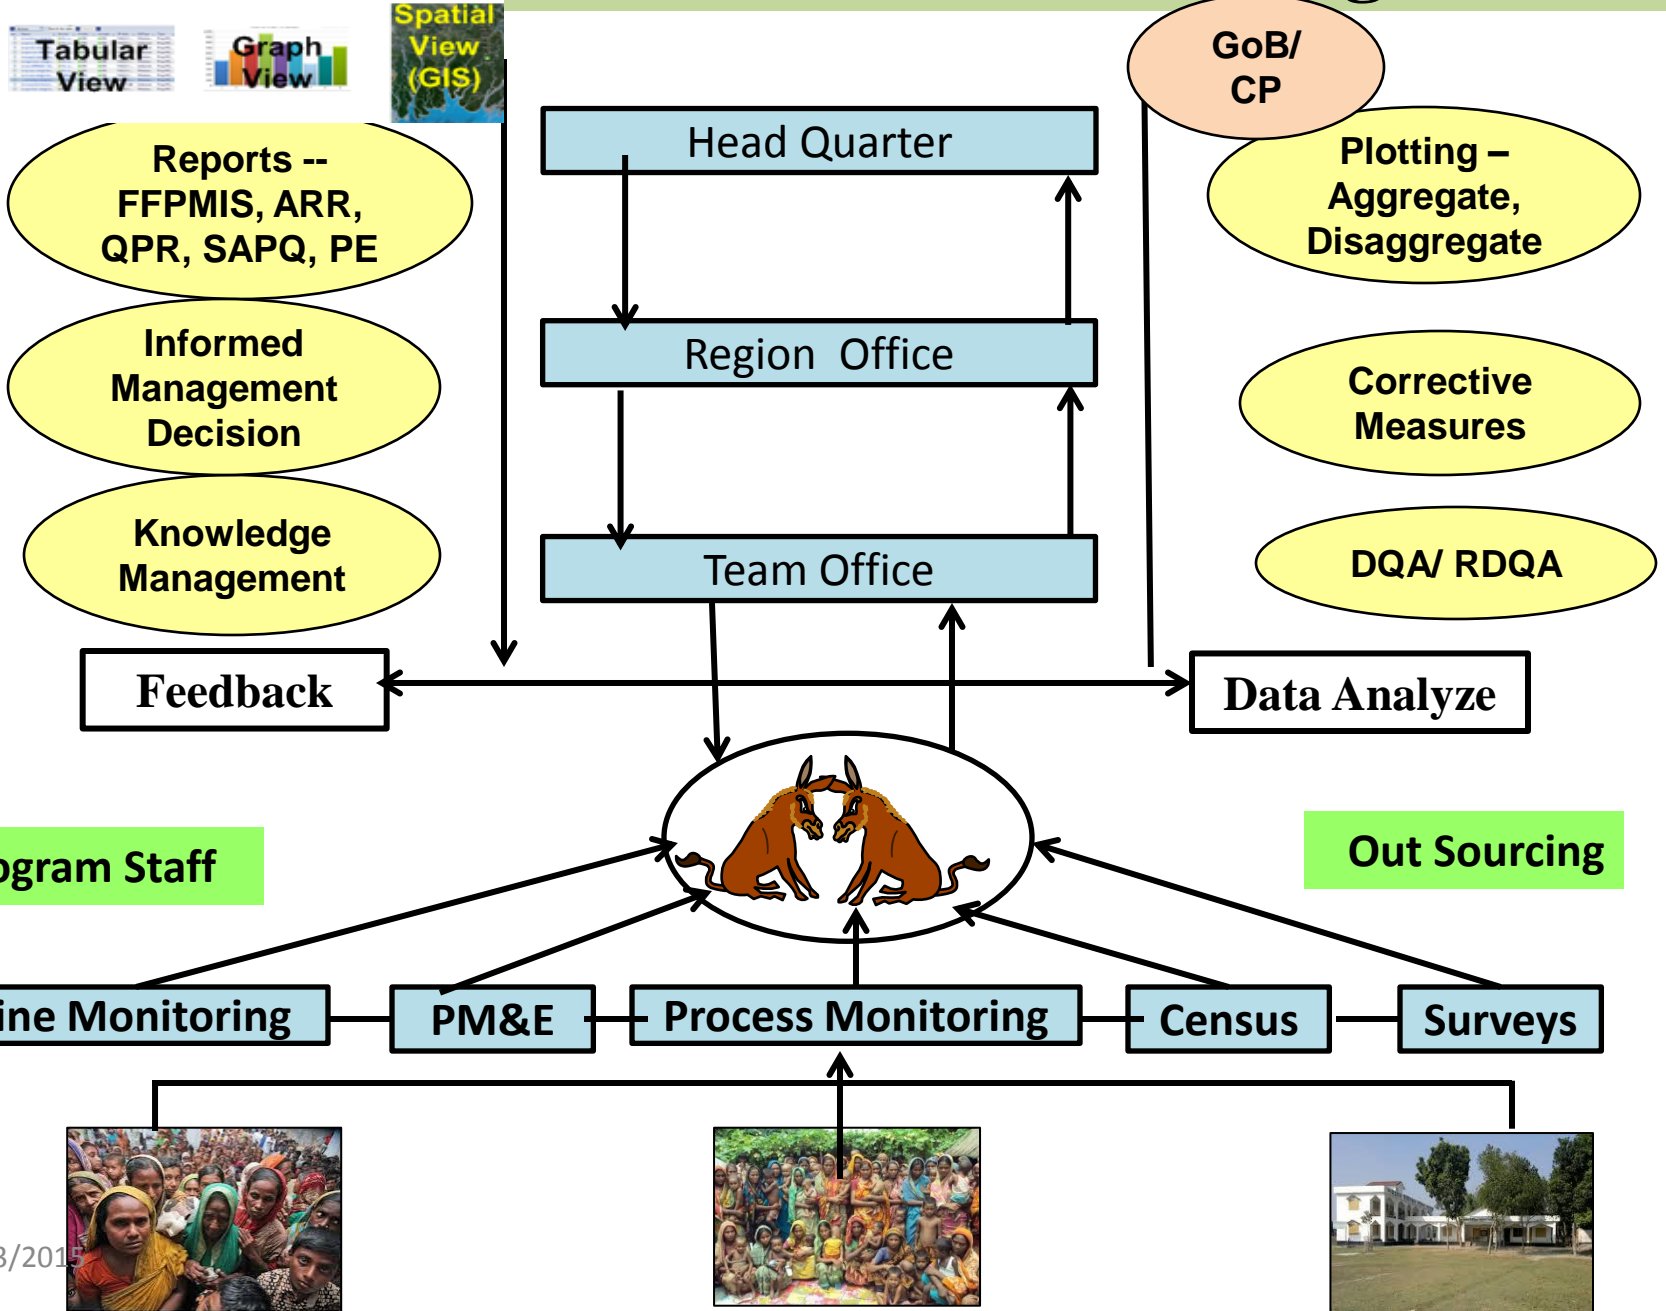 Tabular
View
Graph
View
Spatial
View
(GIS)
GoB/
CP
Reports --
FFPMIS, ARR,
QPR, SAPQ, PE
Head Quarter
Plotting –
Aggregate,
Disaggregate
Informed
Management
Decision
Region  Office
Corrective
Measures
Knowledge
Management
Team Office
DQA/ RDQA
Feedback
Data Analyze
ogram Staff
Out Sourcing
ine Monitoring
PM&E
Process Monitoring
Census
Surveys
3/2015